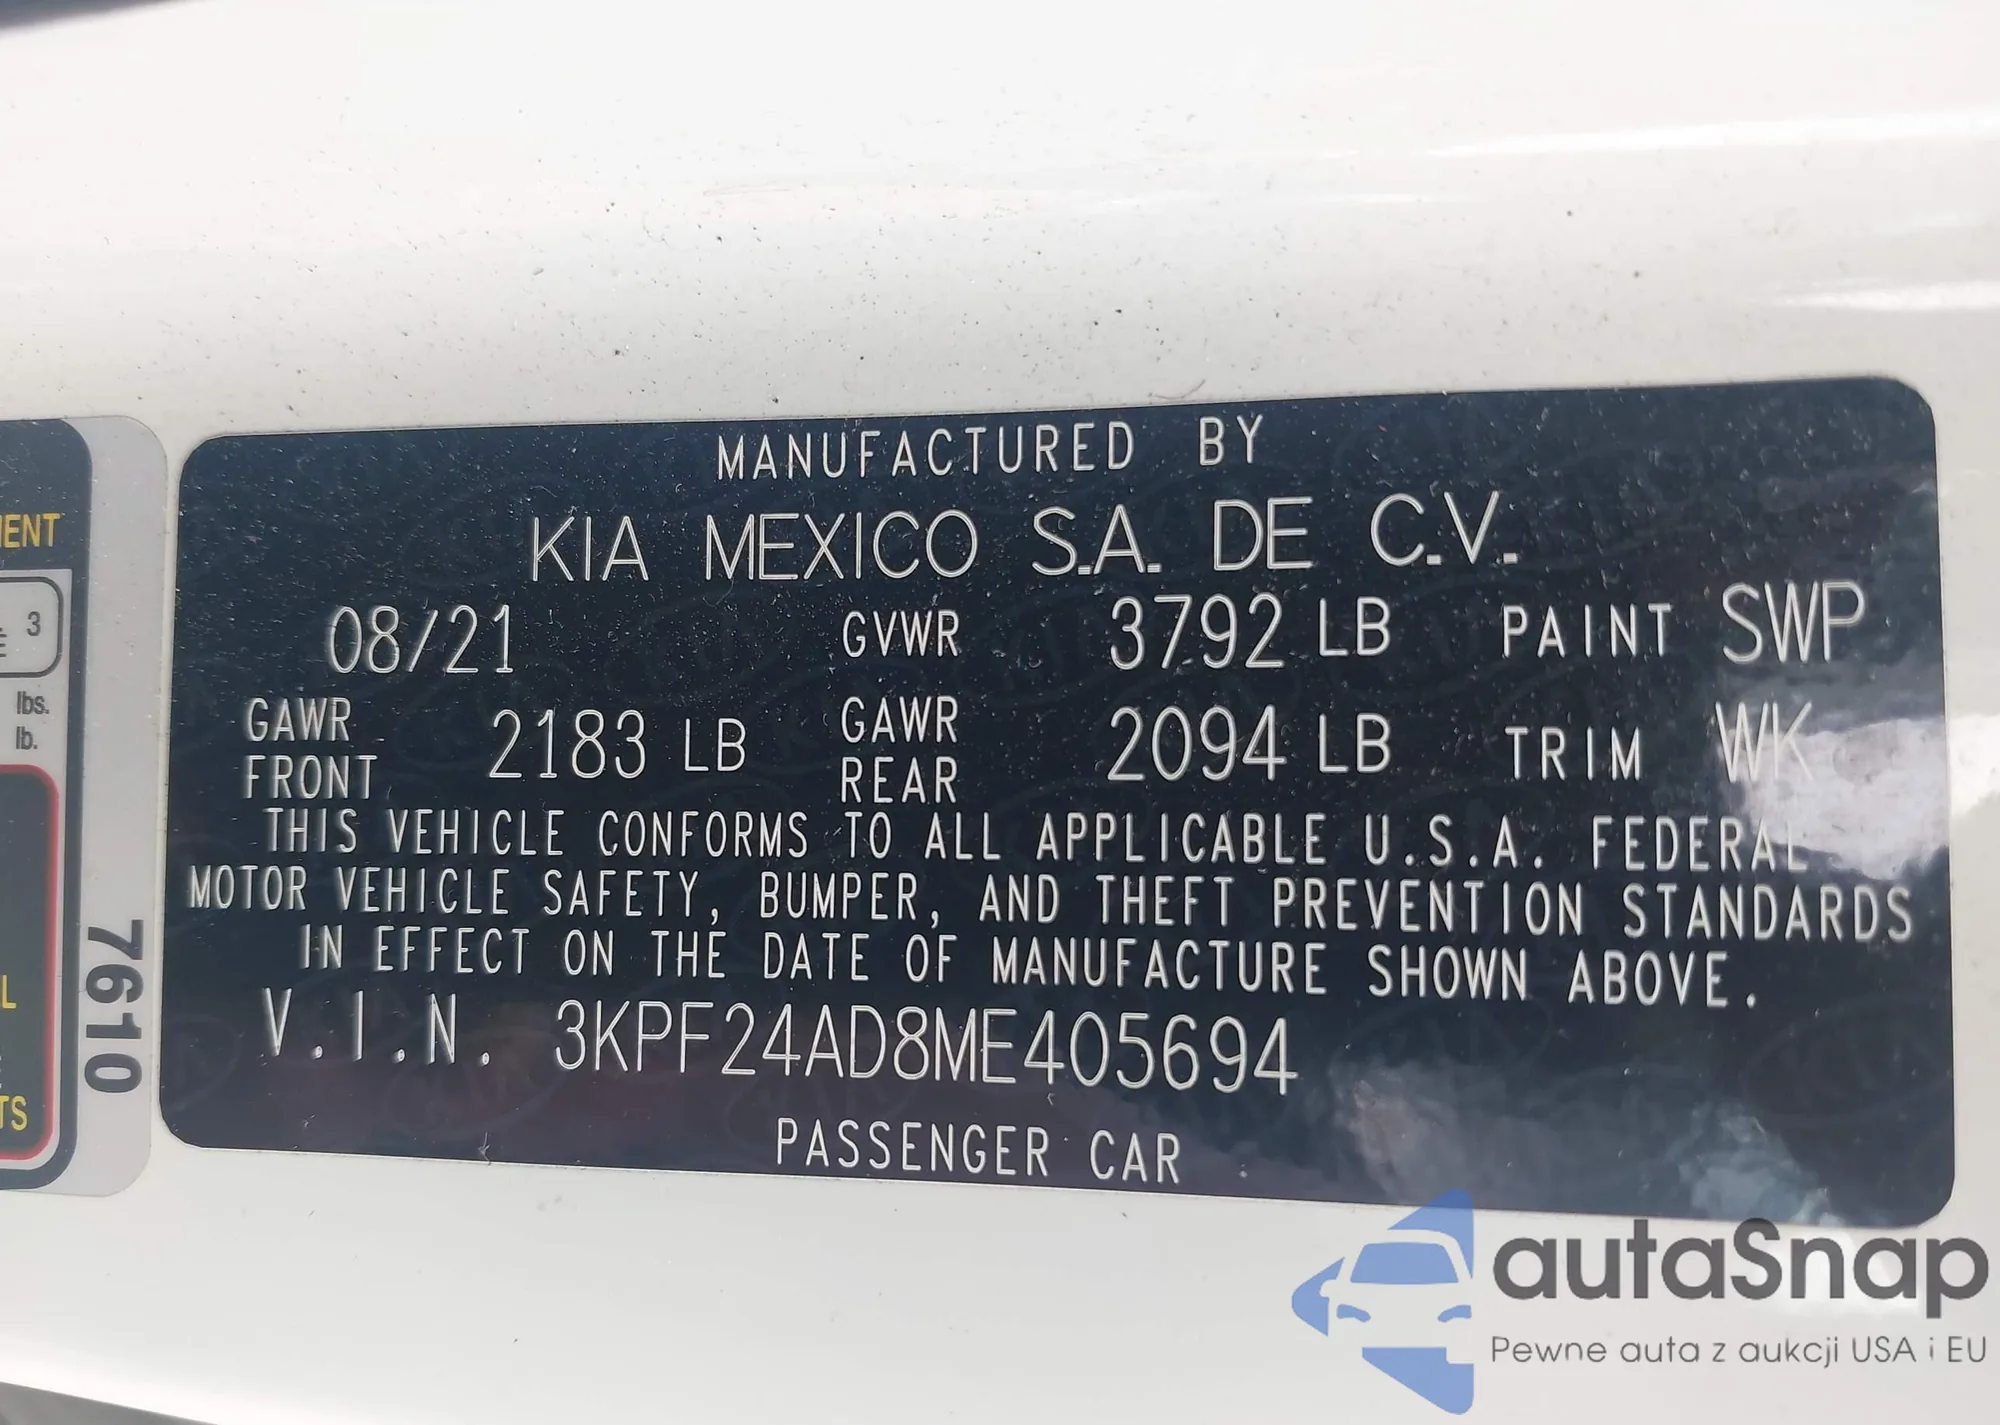 MANUFACTURED BY
KIA MEXICO S.A. DE C.V.
08/21 GVWR 3792 LB PAINT SWP
GAWR FRONT 2183 LB GAWR REAR 2094 LB TRIM WK
THIS VEHICLE CONFORMS TO ALL APPLICABLE U.S.A. FEDERAL
MOTOR VEHICLE SAFETY, BUMPER, AND THEFT PREVENTION STANDARDS
IN EFFECT ON THE DATE OF MANUFACTURE SHOWN ABOVE.
V.I.N. 3KPF24AD8ME405694
PASSENGER CAR
3
lbs.
lb.
7610
autaSnap
Pewne auta z aukcji USA i EU